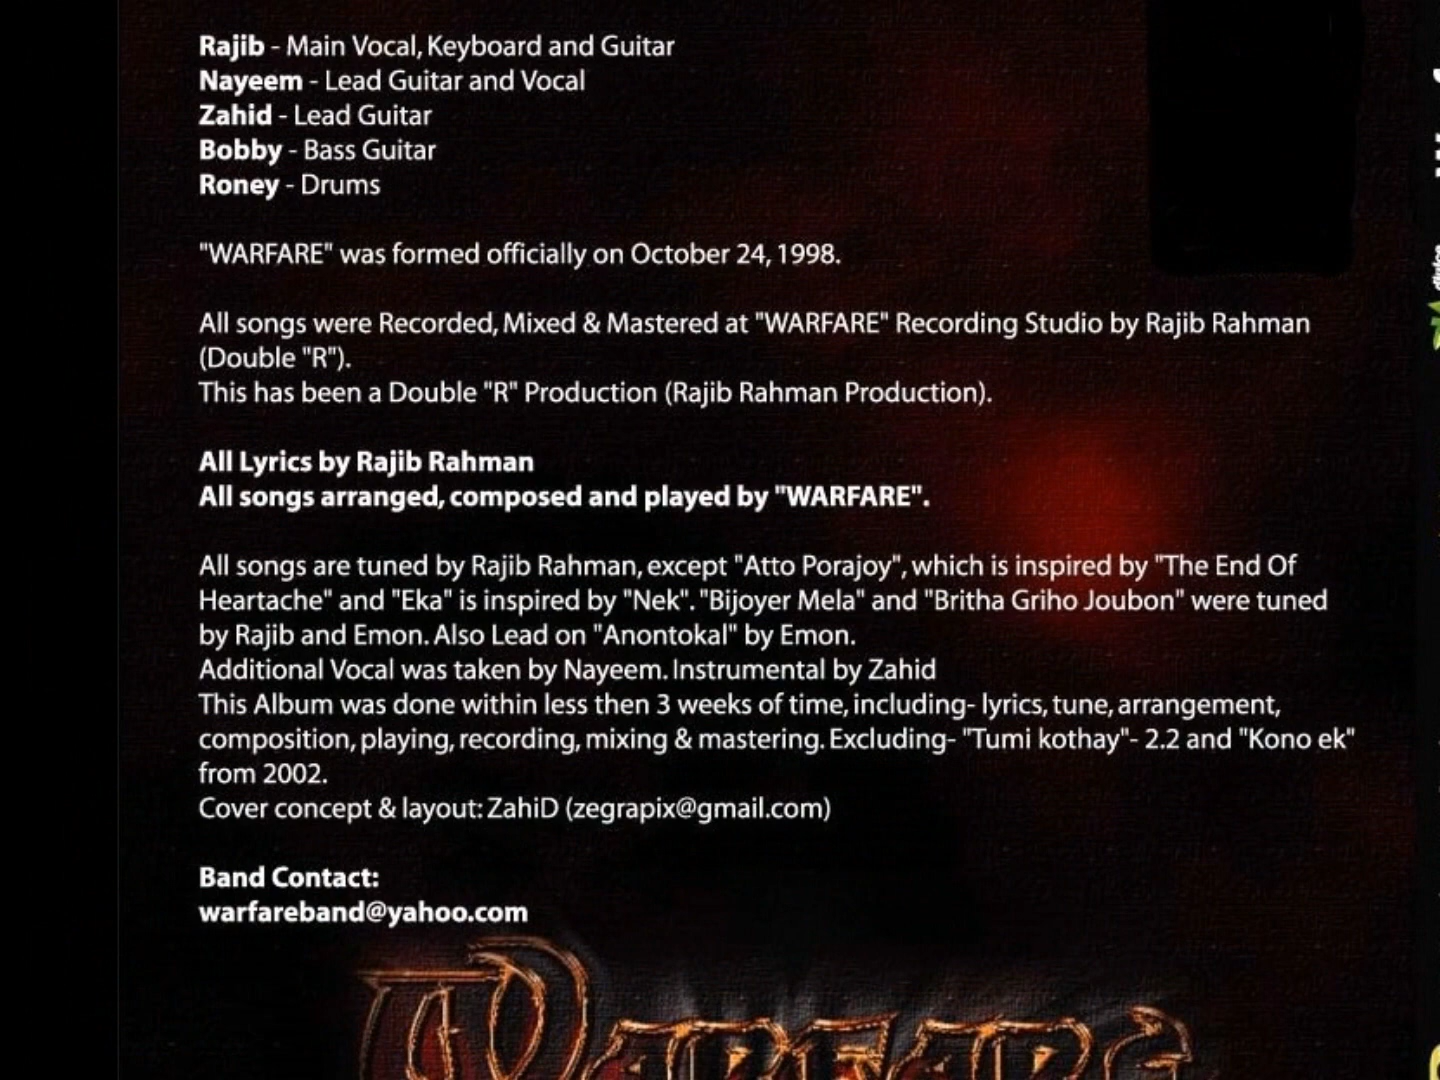 Rajib - Main Vocal, Keyboard and Guitar
Nayeem - Lead Guitar and Vocal
Zahid - Lead Guitar
Bobby - Bass Guitar
Roney - Drums
"WARFARE" was formed officially on October 24, 1998.
All songs were Recorded, Mixed & Mastered at "WARFARE" Recording Studio by Rajib Rahman
(Double "R").
This has been a Double "R" Production (Rajib Rahman Production).
All Lyrics by Rajib Rahman
All songs arranged, composed and played by "WARFARE".
All songs are tuned by Rajib Rahman, except "Atto Porajoy", which is inspired by "The End Of
Heartache" and "Eka" is inspired by "Nek". "Bijoyer Mela" and "Britha Griho Joubon" were tuned
by Rajib and Emon. Also Lead on "Anontokal" by Emon.
Additional Vocal was taken by Nayeem. Instrumental by Zahid
This Album was done within less then 3 weeks of time, including- lyrics, tune, arrangement,
composition, playing, recording, mixing & mastering. Excluding- "Tumi kothay"- 2.2 and "Kono ek"
from 2002.
Cover concept & layout: ZahiD (zegrapix@gmail.com)
Band Contact:
warfareband@yahoo.com
WARFARE